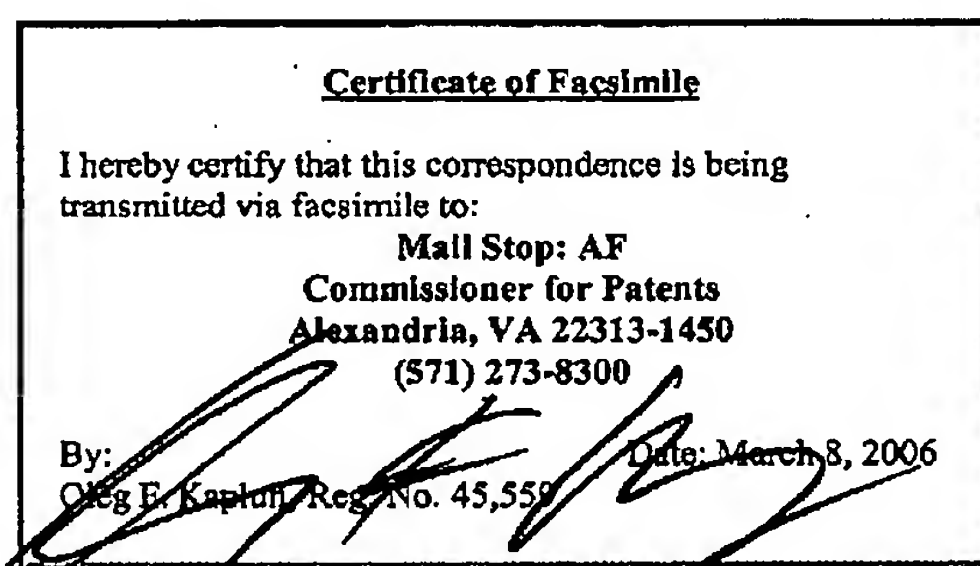 Certificate of Facsimile
I hereby certify that this correspondence is being
transmitted via facsimile to:
Mail Stop: AF
Commissioner for Patents
Alexandria, VA 22313-1450
(571) 273-8300
By: Date: March 8, 2006
Oleg F. Kaplun, Reg. No. 45,559